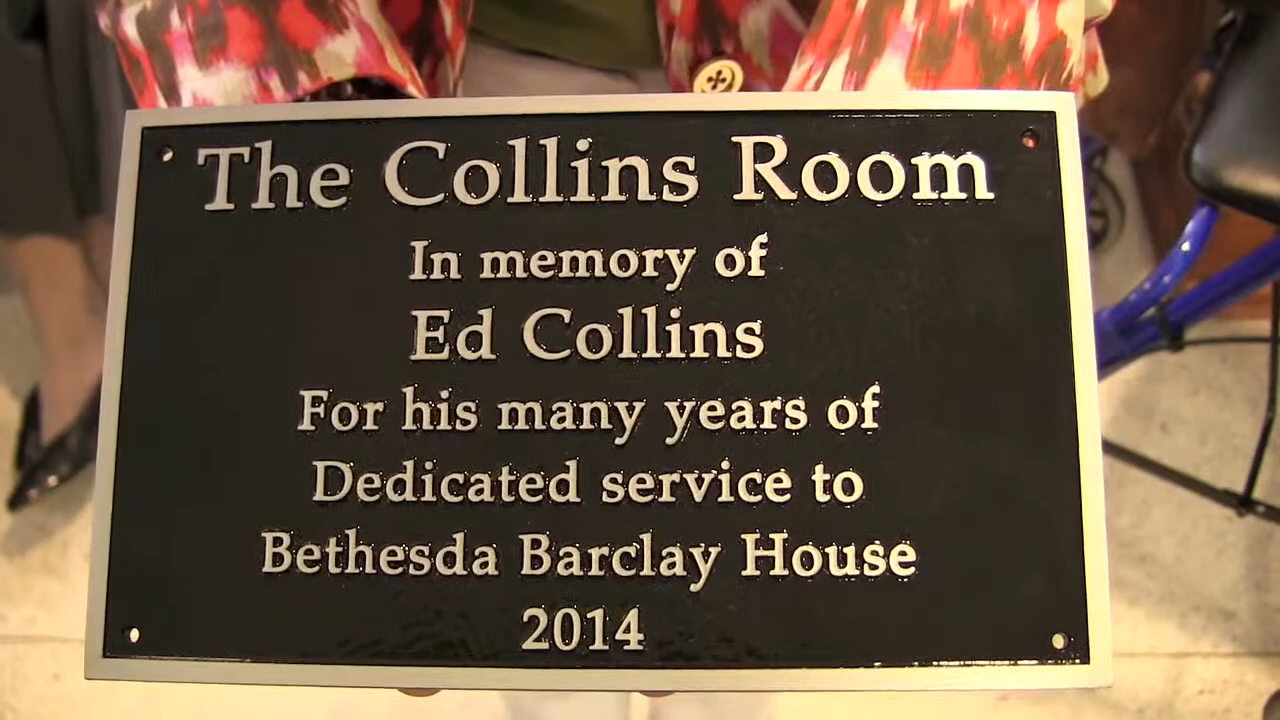 The Collins Room
In memory of
Ed Collins
For his many years of
Dedicated service to
Bethesda Barclay House
2014